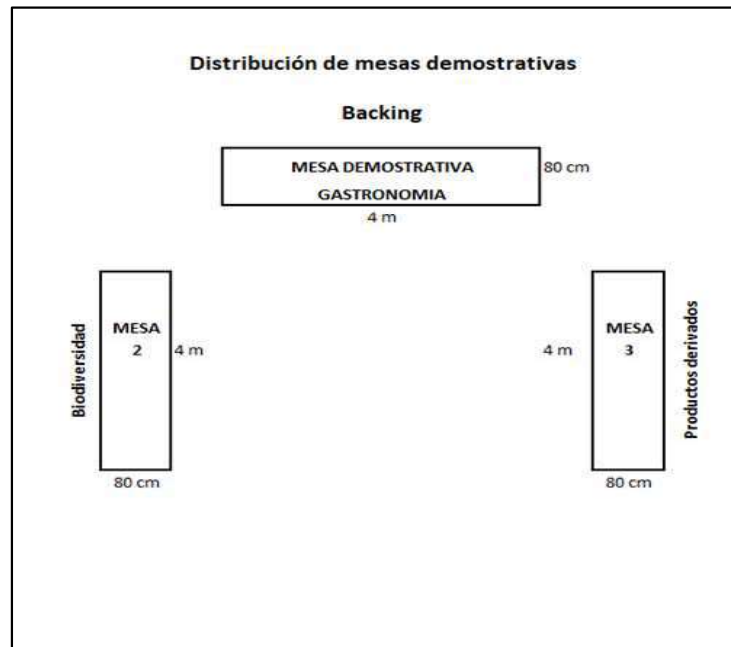 Distribución de mesas demostrativas
Backing
MESA DEMOSTRATIVA
GASTRONOMIA
80 cm
4 m
Biodiversidad
MESA
2
4 m
80 cm
4 m
MESA
3
Productos derivados
80 cm